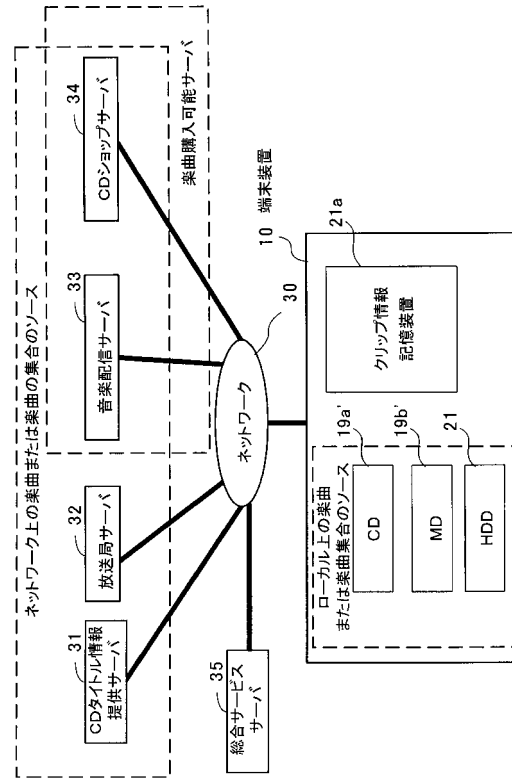 ネットワーク上の楽曲または楽曲の集合のソース
楽曲購入可能サーバ
31
CDタイトル情報
提供サーバ
32
放送局サーバ
33
音楽配信サーバ
34
CDショップサーバ
35
総合サービス
サーバ
ネットワーク
30
10
端末装置
ローカル上の楽曲
または楽曲集合のソース
19a'
CD
19b'
MD
21
HDD
21a
クリップ情報
記憶装置